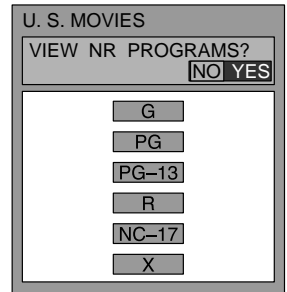 U. S. MOVIES
VIEW NR PROGRAMS?
NO YES
G
PG
PG–13
R
NC–17
X